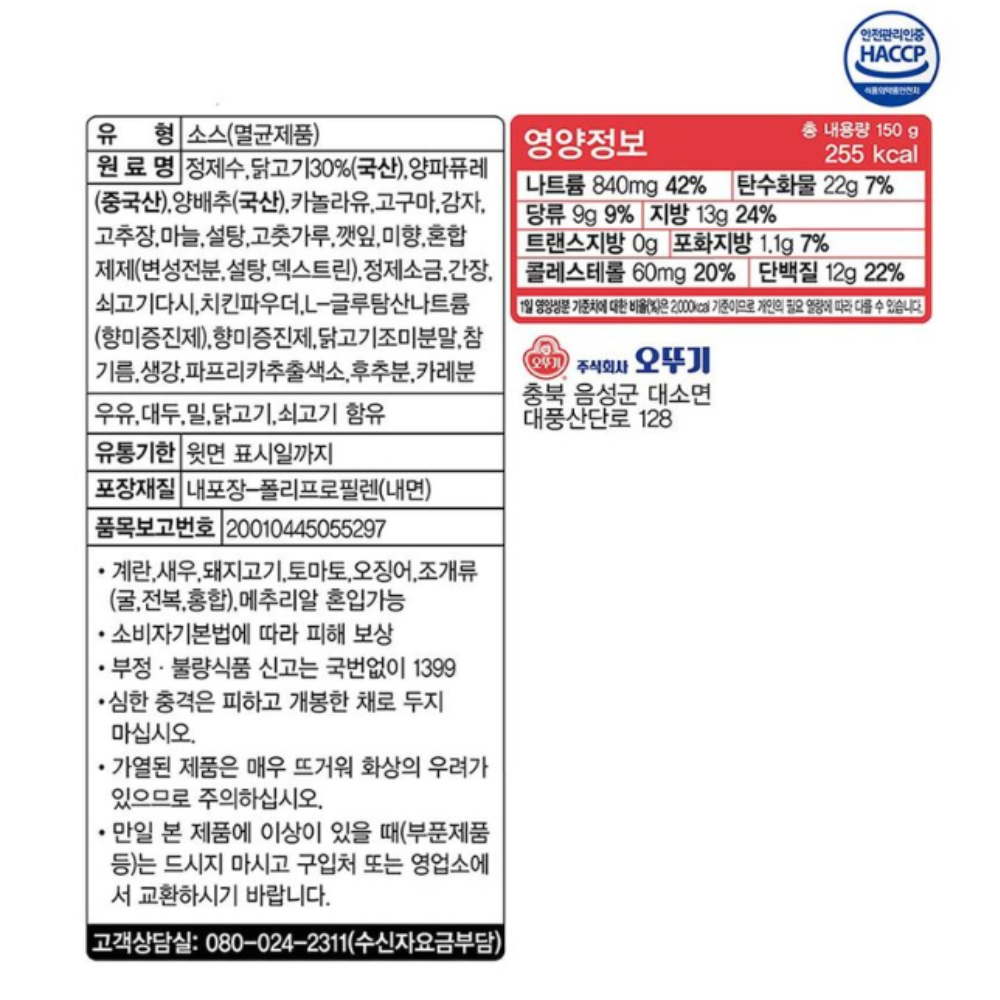 안전관리인증
HACCP
식품의약품안전처
유 형 소스(멸균제품)
원 료 명 정제수,닭고기30%(국산),양파퓨레
(중국산),양배추(국산),카놀라유,고구마,감자,
고추장,마늘,설탕,고춧가루,깻잎,미향,혼합
제제(변성전분,설탕,덱스트린),정제소금,간장,
쇠고기다시,치킨파우더,L-글루탐산나트륨
(향미증진제),향미증진제,닭고기조미분말,참
기름,생강,파프리카추출색소,후추분,카레분
우유,대두,밀,닭고기,쇠고기 함유
유통기한 윗면 표시일까지
포장재질 내포장-폴리프로필렌(내면)
품목보고번호 20010445055297
• 계란,새우,돼지고기,토마토,오징어,조개류
(굴,전복,홍합),메추리알 혼입가능
• 소비자기본법에 따라 피해 보상
• 부정 · 불량식품 신고는 국번없이 1399
• 심한 충격은 피하고 개봉한 채로 두지
마십시오.
• 가열된 제품은 매우 뜨거워 화상의 우려가
있으므로 주의하십시오.
• 만일 본 제품에 이상이 있을 때(부푼제품
등)는 드시지 마시고 구입처 또는 영업소에
서 교환하시기 바랍니다.
고객상담실: 080-024-2311(수신자요금부담)
영양정보
총 내용량 150 g
255 kcal
나트륨 840mg 42% 탄수화물 22g 7%
당류 9g 9% 지방 13g 24%
트랜스지방 0g 포화지방 1.1g 7%
콜레스테롤 60mg 20% 단백질 12g 22%
1일 영양성분 기준치에 대한 비율(%)은 2,000kcal 기준이므로 개인의 필요 열량에 따라 다를 수 있습니다.
오뚜기 주식회사 오뚜기
충북 음성군 대소면
대풍산단로 128